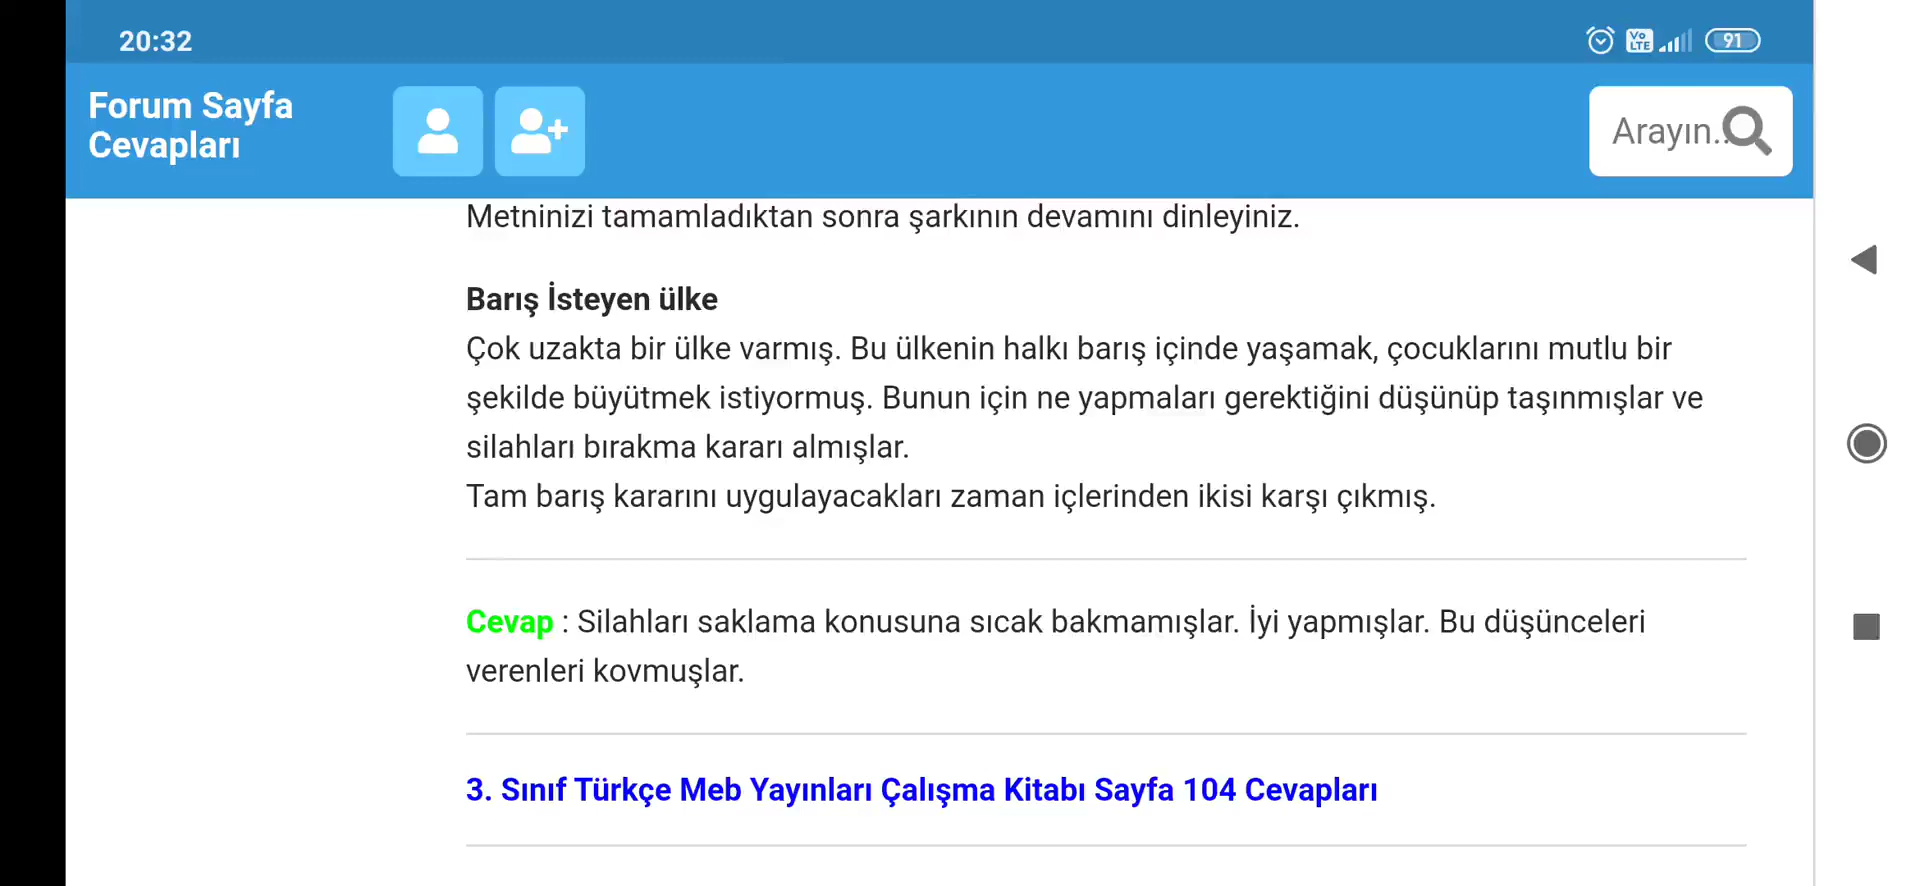 20:32
Vo LTE
91
Forum Sayfa
Cevapları
Arayın..
Metninizi tamamladıktan sonra şarkının devamını dinleyiniz.
Barış İsteyen ülke
Çok uzakta bir ülke varmış. Bu ülkenin halkı barış içinde yaşamak, çocuklarını mutlu bir
şekilde büyütmek istiyormuş. Bunun için ne yapmaları gerektiğini düşünüp taşınmışlar ve
silahları bırakma kararı almışlar.
Tam barış kararını uygulayacakları zaman içlerinden ikisi karşı çıkmış.
Cevap : Silahları saklama konusuna sıcak bakmamışlar. İyi yapmışlar. Bu düşünceleri
verenleri kovmuşlar.
3. Sınıf Türkçe Meb Yayınları Çalışma Kitabı Sayfa 104 Cevapları